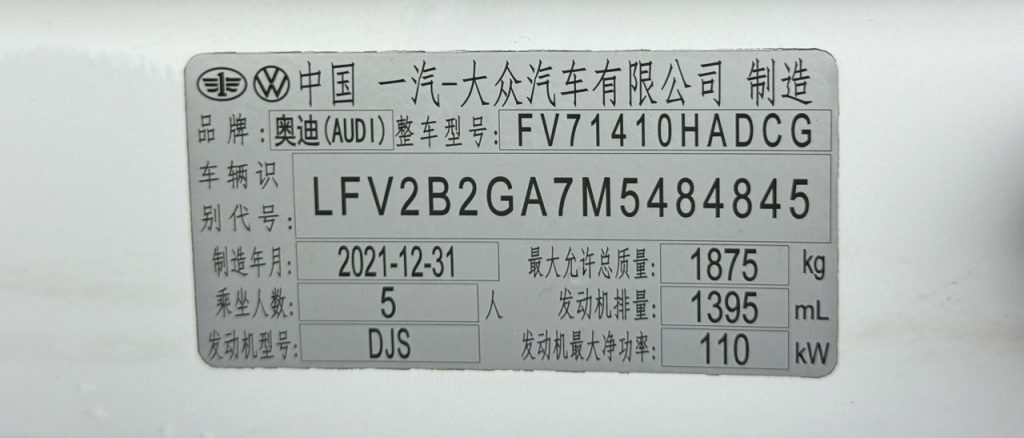 中国 一汽-大众汽车有限公司 制造
品牌: 奥迪(AUDI) 整车型号: FV71410HADCG
车辆识别代号: LFV2B2GA7M5484845
制造年月: 2021-12-31 最大允许总质量: 1875 kg
乘坐人数: 5 人 发动机排量: 1395 mL
发动机型号: DJS 发动机最大净功率: 110 kW